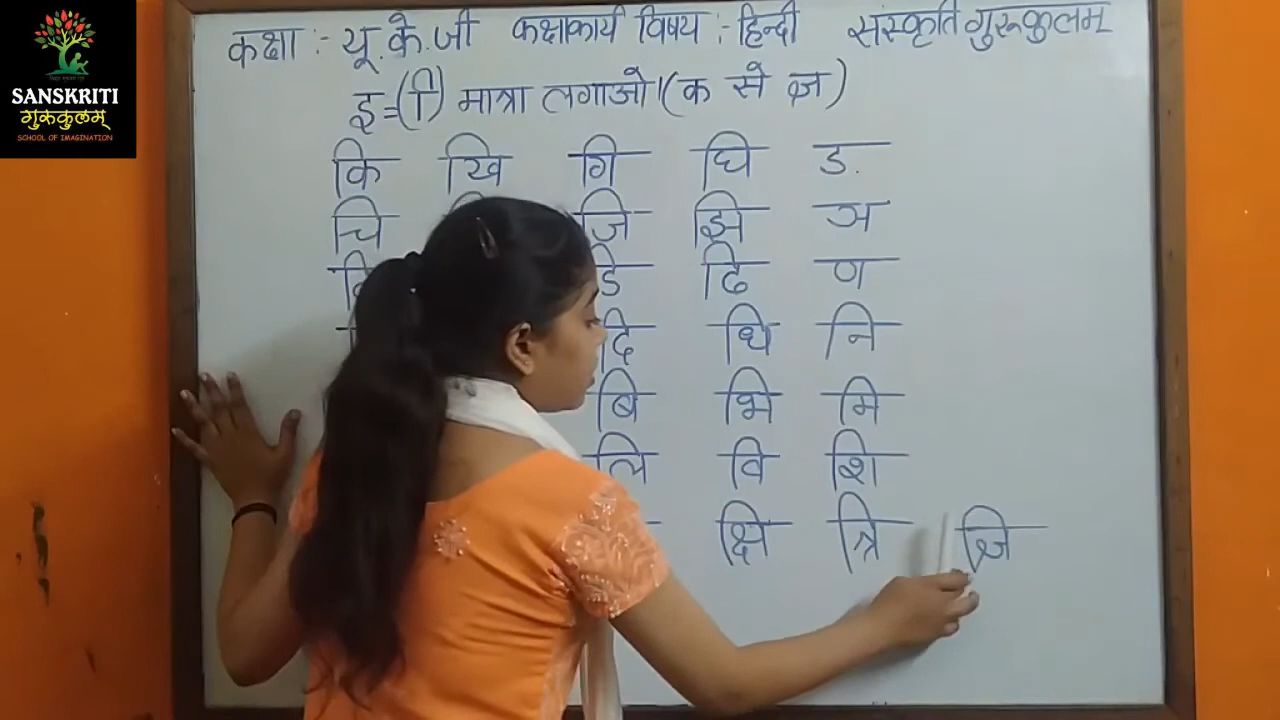 SANSKRITI
गुरुकुलम्
SCHOOL OF IMAGINATION
कक्षा :- यू.के.जी कक्षाकार्य विषय :- हिन्दी संस्कृति गुरूकुलम्
इ=(ि) मात्रा लगाओ।(क से ज्ञ)
कि खि गि घि ड.
चि जि झि ञ
डि ढि ण
दि धि नि
बि भि मि
लि वि शि
क्षि त्रि ज्ञि